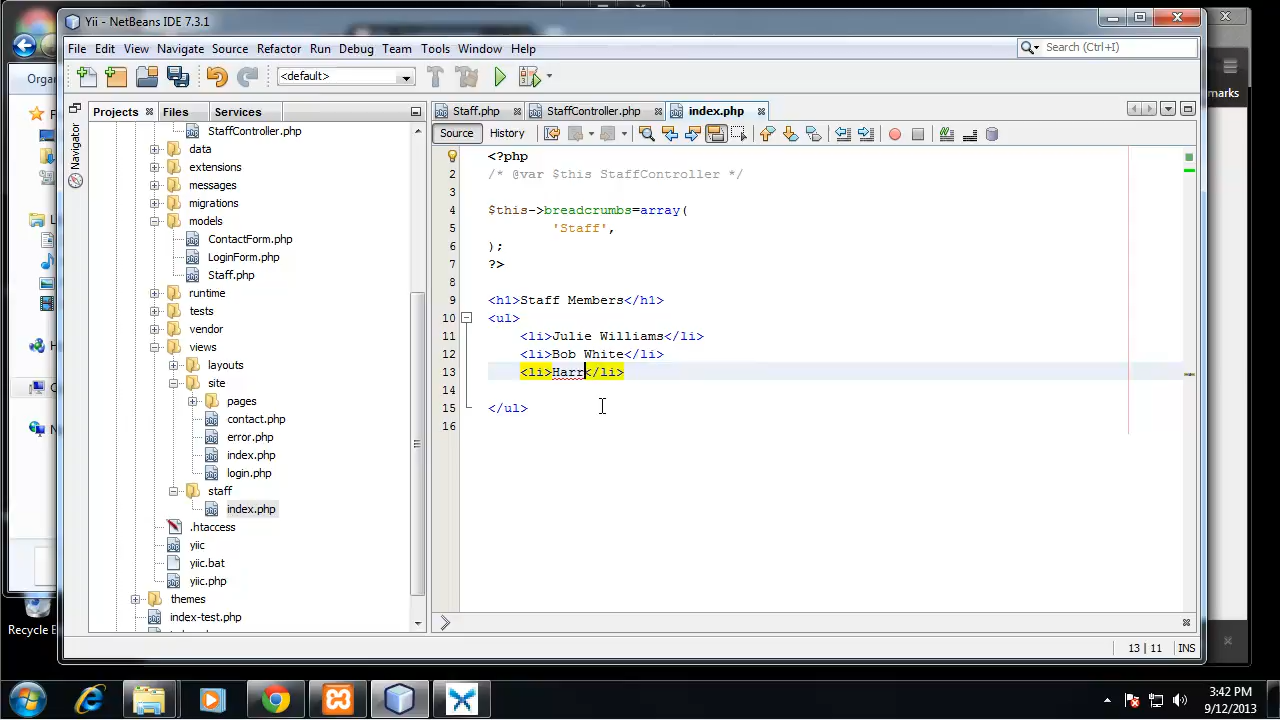 Yii - NetBeans IDE 7.3.1
File Edit View Navigate Source Refactor Run Debug Team Tools Window Help
Search (Ctrl+I)
<default>
Organ
marks
Projects Files Services
Staff.php StaffController.php index.php
Navigator
Source History
StaffController.php
data
extensions
messages
migrations
models
ContactForm.php
LoginForm.php
Staff.php
runtime
tests
vendor
views
layouts
site
pages
contact.php
error.php
index.php
login.php
staff
index.php
.htaccess
yiic
yiic.bat
yiic.php
themes
index-test.php
1 <?php
2 /* @var $this StaffController */
3
4 $this->breadcrumbs=array(
5 'Staff',
6 );
7 ?>
8
9 <h1>Staff Members</h1>
10 <ul>
11 <li>Julie Williams</li>
12 <li>Bob White</li>
13 <li>Harr</li>
14
15 </ul>
16
13 | 11 INS
Recycle B
3:42 PM
9/12/2013